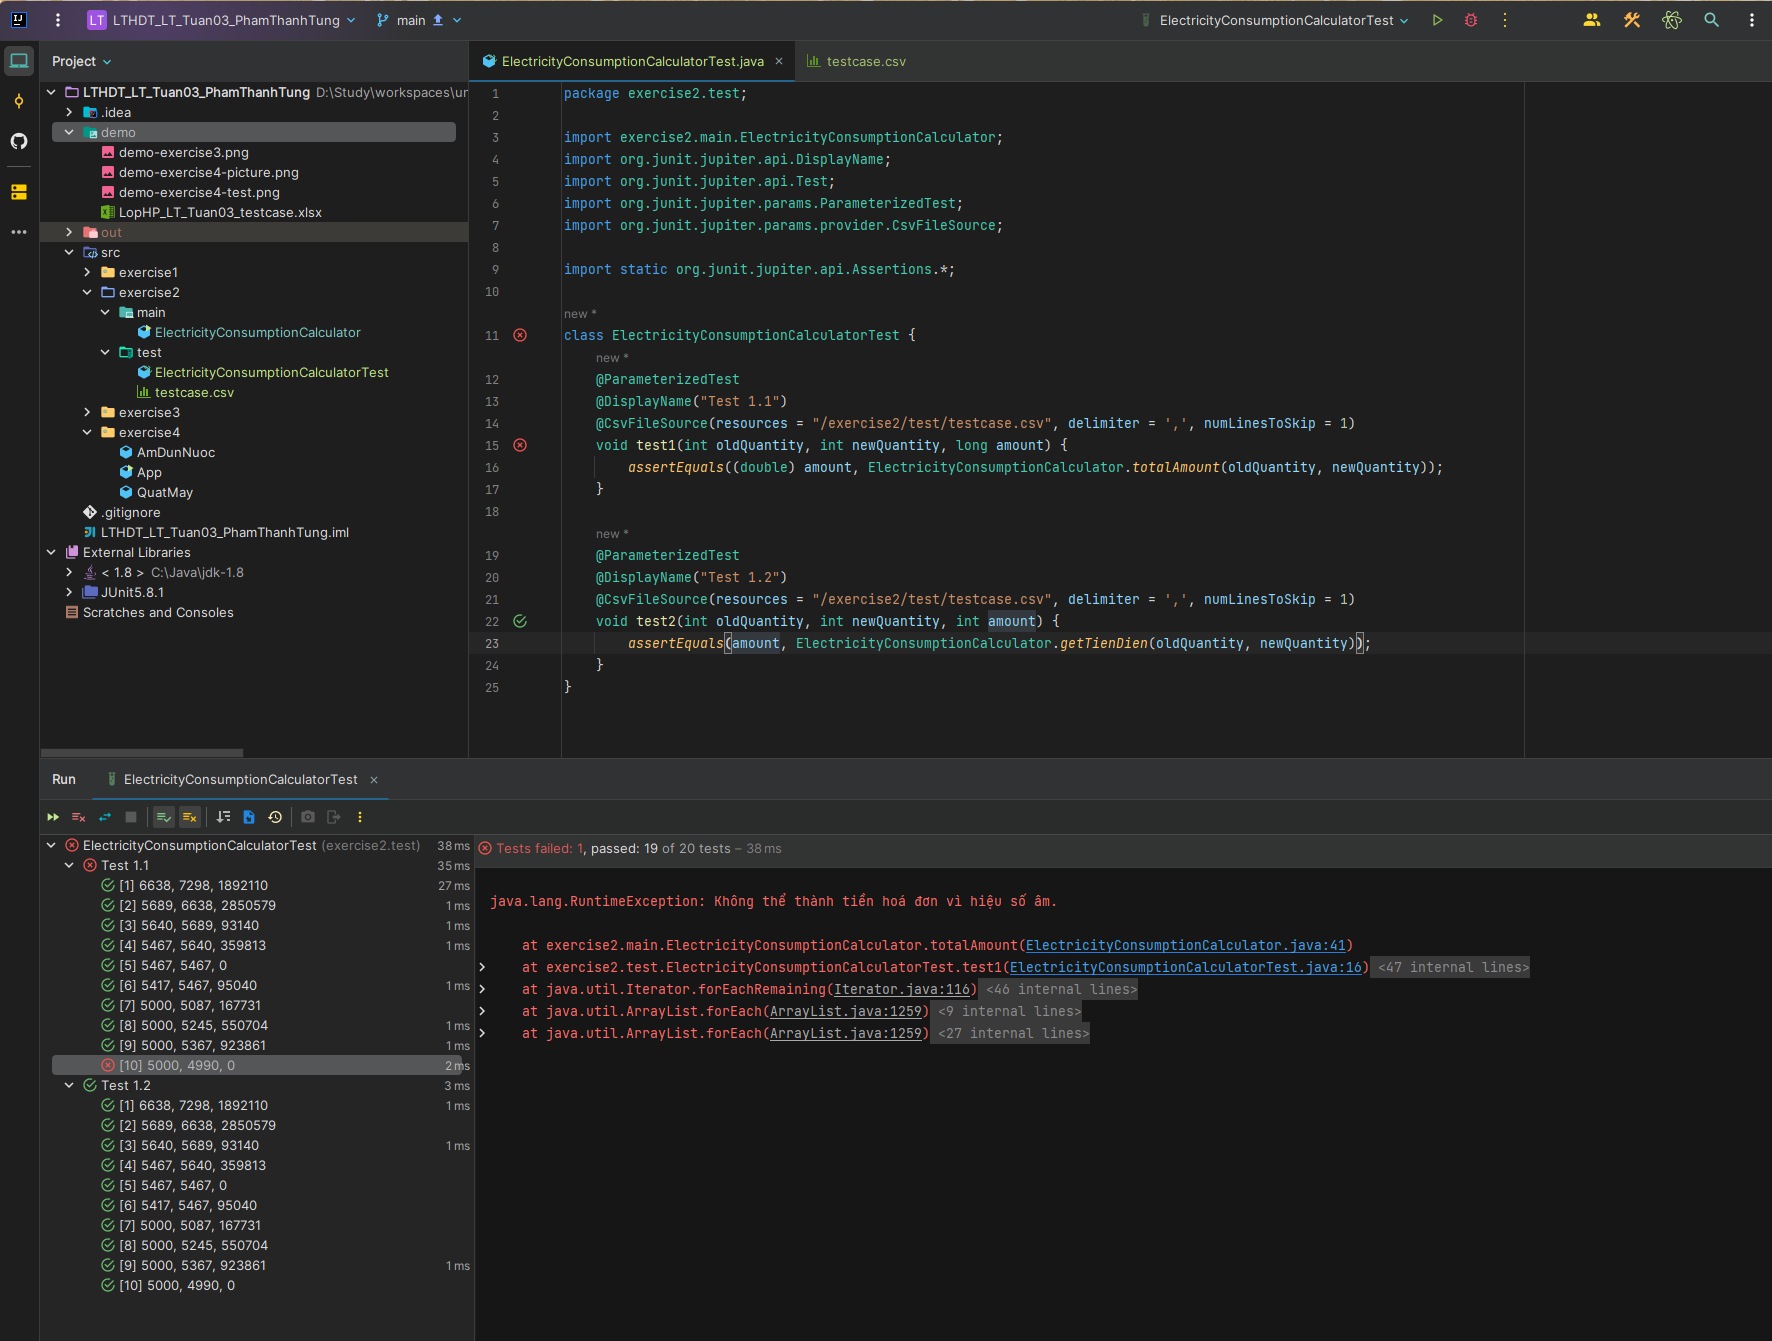 LT LTHDT_LT_Tuan03_PhamThanhTung main ElectricityConsumptionCalculatorTest
Project
LTHDT_LT_Tuan03_PhamThanhTung D:\Study\workspaces\ur
.idea
demo
demo-exercise3.png
demo-exercise4-picture.png
demo-exercise4-test.png
LopHP_LT_Tuan03_testcase.xlsx
out
src
exercise1
exercise2
main
ElectricityConsumptionCalculator
test
ElectricityConsumptionCalculatorTest
testcase.csv
exercise3
exercise4
AmDunNuoc
App
QuatMay
.gitignore
LTHDT_LT_Tuan03_PhamThanhTung.iml
External Libraries
< 1.8 > C:\Java\jdk-1.8
JUnit5.8.1
Scratches and Consoles
ElectricityConsumptionCalculatorTest.java testcase.csv
1 package exercise2.test;
2
3 import exercise2.main.ElectricityConsumptionCalculator;
4 import org.junit.jupiter.api.DisplayName;
5 import org.junit.jupiter.api.Test;
6 import org.junit.jupiter.params.ParameterizedTest;
7 import org.junit.jupiter.params.provider.CsvFileSource;
8
9 import static org.junit.jupiter.api.Assertions.*;
10
new *
11 class ElectricityConsumptionCalculatorTest {
new *
12 @ParameterizedTest
13 @DisplayName("Test 1.1")
14 @CsvFileSource(resources = "/exercise2/test/testcase.csv", delimiter = ',', numLinesToSkip = 1)
15 void test1(int oldQuantity, int newQuantity, long amount) {
16 assertEquals((double) amount, ElectricityConsumptionCalculator.totalAmount(oldQuantity, newQuantity));
17 }
18
new *
19 @ParameterizedTest
20 @DisplayName("Test 1.2")
21 @CsvFileSource(resources = "/exercise2/test/testcase.csv", delimiter = ',', numLinesToSkip = 1)
22 void test2(int oldQuantity, int newQuantity, int amount) {
23 assertEquals(amount, ElectricityConsumptionCalculator.getTienDien(oldQuantity, newQuantity));
24 }
25 }
Run ElectricityConsumptionCalculatorTest
ElectricityConsumptionCalculatorTest (exercise2.test) 38 ms
Test 1.1 35 ms
[1] 6638, 7298, 1892110 27 ms
[2] 5689, 6638, 2850579 1 ms
[3] 5640, 5689, 93140 1 ms
[4] 5467, 5640, 359813 1 ms
[5] 5467, 5467, 0
[6] 5417, 5467, 95040 1 ms
[7] 5000, 5087, 167731
[8] 5000, 5245, 550704 1 ms
[9] 5000, 5367, 923861 1 ms
[10] 5000, 4990, 0 2 ms
Test 1.2 3 ms
[1] 6638, 7298, 1892110 1 ms
[2] 5689, 6638, 2850579
[3] 5640, 5689, 93140 1 ms
[4] 5467, 5640, 359813
[5] 5467, 5467, 0
[6] 5417, 5467, 95040
[7] 5000, 5087, 167731
[8] 5000, 5245, 550704
[9] 5000, 5367, 923861 1 ms
[10] 5000, 4990, 0
Tests failed: 1, passed: 19 of 20 tests – 38 ms
java.lang.RuntimeException: Không thể thành tiền hoá đơn vì hiệu số âm.
at exercise2.main.ElectricityConsumptionCalculator.totalAmount(ElectricityConsumptionCalculator.java:41)
at exercise2.test.ElectricityConsumptionCalculatorTest.test1(ElectricityConsumptionCalculatorTest.java:16) <47 internal lines>
at java.util.Iterator.forEachRemaining(Iterator.java:116) <46 internal lines>
at java.util.ArrayList.forEach(ArrayList.java:1259) <9 internal lines>
at java.util.ArrayList.forEach(ArrayList.java:1259) <27 internal lines>